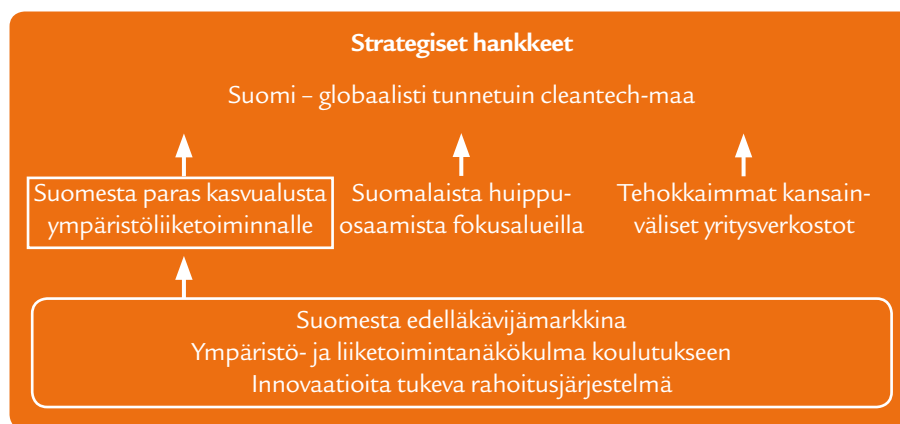 Strategiset hankkeet
Suomi – globaalisti tunnetuin cleantech-maa
Suomesta paras kasvualusta
ympäristöliiketoiminnalle
Suomalaista huippu-
osaamista fokusalueilla
Tehokkaimmat kansain-
väliset yritysverkostot
Suomesta edelläkävijämarkkina
Ympäristö- ja liiketoimintanäkökulma koulutukseen
Innovaatioita tukeva rahoitusjärjestelmä